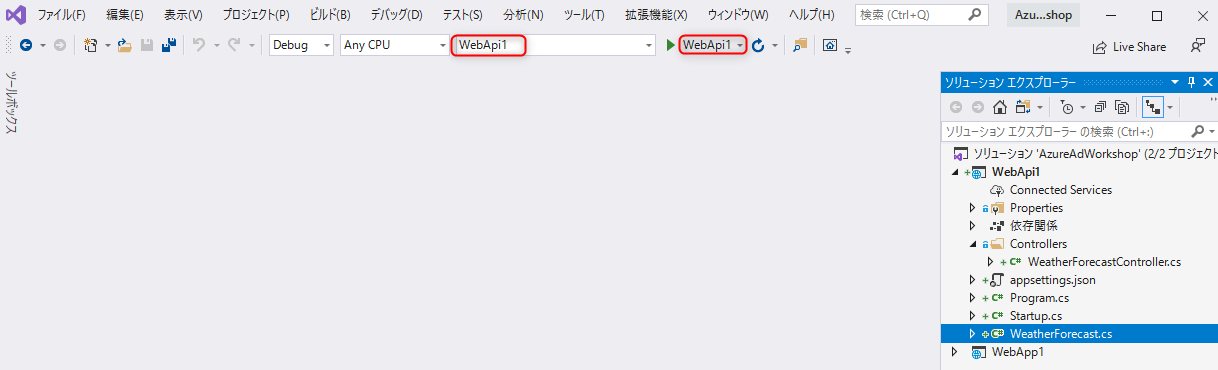 ファイル(F) 編集(E) 表示(V) プロジェクト(P) ビルド(B) デバッグ(D) テスト(S) 分析(N) ツール(T) 拡張機能(X) ウィンドウ(W) ヘルプ(H) 検索 (Ctrl+Q) Azu...shop
Debug Any CPU WebApi1 WebApi1 Live Share
ツールボックス
ソリューション エクスプローラー
ソリューション エクスプローラー の検索 (Ctrl+:)
ソリューション 'AzureAdWorkshop' (2/2 プロジェクト
WebApi1
Connected Services
Properties
依存関係
Controllers
C# WeatherForecastController.cs
appsettings.json
C# Program.cs
C# Startup.cs
C# WeatherForecast.cs
WebApp1